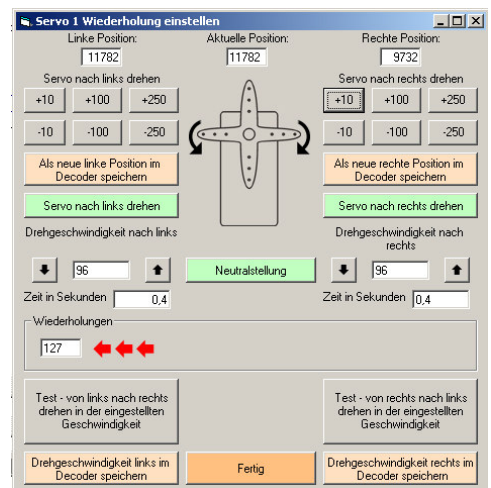 Servo 1 Wiederholung einstellen
Linke Position:
Aktuelle Position:
Rechte Position:
11782
11782
9732
Servo nach links drehen
Servo nach rechts drehen
+10 +100 +250
+10 +100 +250
-10 -100 -250
-10 -100 -250
Als neue linke Position im
Decoder speichern
Als neue rechte Position im
Decoder speichern
Servo nach links drehen
Servo nach rechts drehen
Drehgeschwindigkeit nach links
Drehgeschwindigkeit nach
rechts
96
Neutralstellung
96
Zeit in Sekunden 0,4
Zeit in Sekunden 0,4
Wiederholungen
127
Test - von links nach rechts
drehen in der eingestellten
Geschwindigkeit
Test - von rechts nach links
drehen in der eingestellten
Geschwindigkeit
Drehgeschwindigkeit links im
Decoder speichern
Fertig
Drehgeschwindigkeit rechts im
Decoder speichern